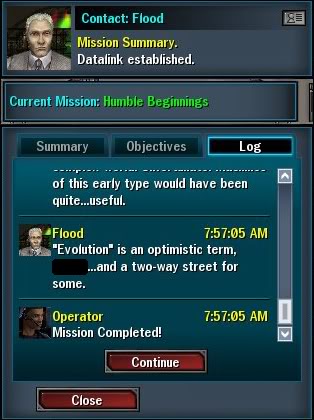 Contact: Flood
Mission Summary.
Datalink established.
Current Mission: Humble Beginnings
Summary
Objectives
Log
of this early type would have been
quite...useful.
Flood 7:57:05 AM
"Evolution" is an optimistic term,
...and a two-way street for
some.
Operator 7:57:05 AM
Mission Completed!
Continue
Close